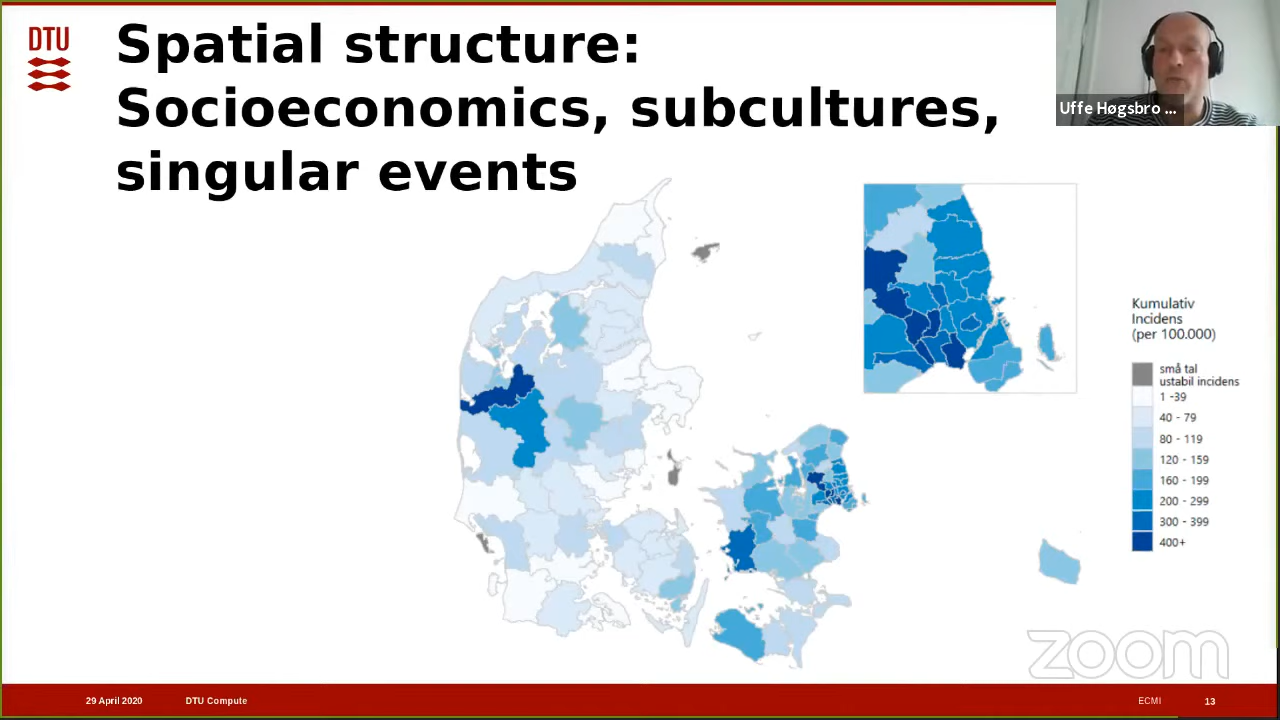 DTU
Spatial structure:
Socioeconomics, subcultures,
singular events
Uffe Høgsbro ...
Kumulativ
Incidens
(per 100.000)
små tal
ustabil incidens
1 -39
40 - 79
80 - 119
120 - 159
160 - 199
200 - 299
300 - 399
400+
zoom
29 April 2020
DTU Compute
ECMI
13